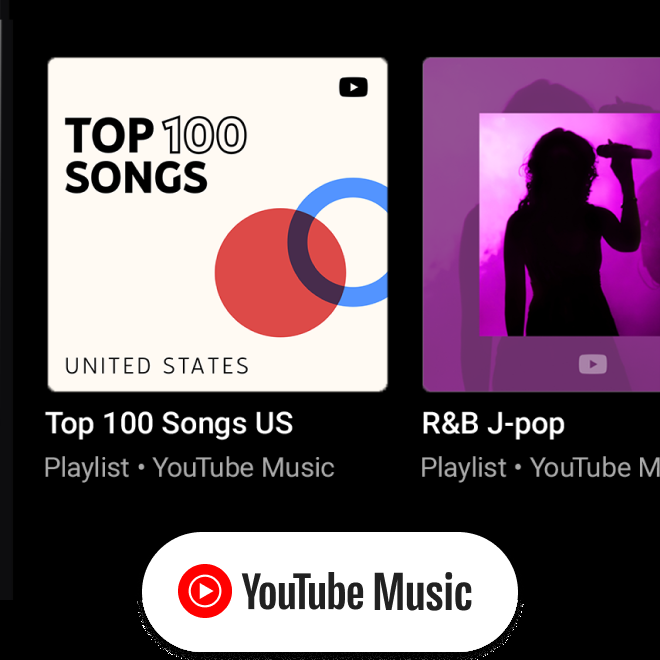 TOP 100
SONGS
UNITED STATES
Top 100 Songs US
Playlist • YouTube Music
R&B J-pop
Playlist • YouTube M
YouTube Music